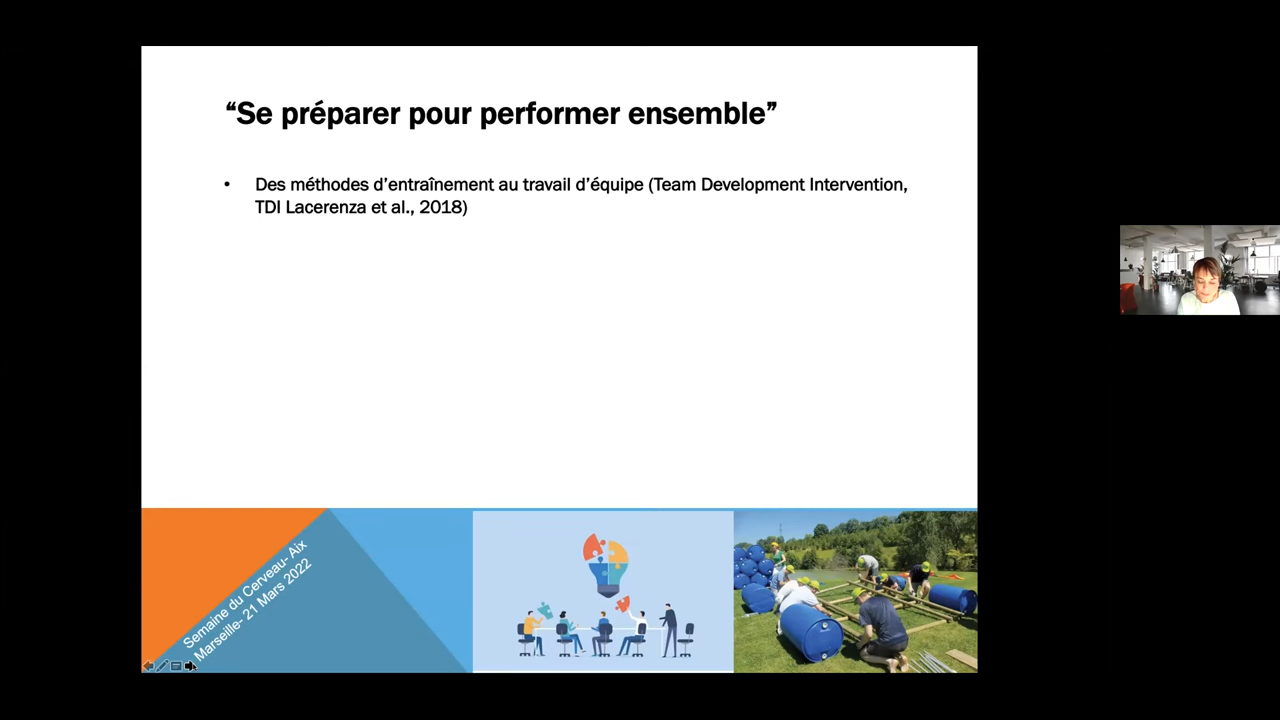 “Se préparer pour performer ensemble”
• Des méthodes d’entraînement au travail d’équipe (Team Development Intervention,
TDI Lacerenza et al., 2018)
Semaine du Cerveau- Aix
Marseille- 21 Mars 2022